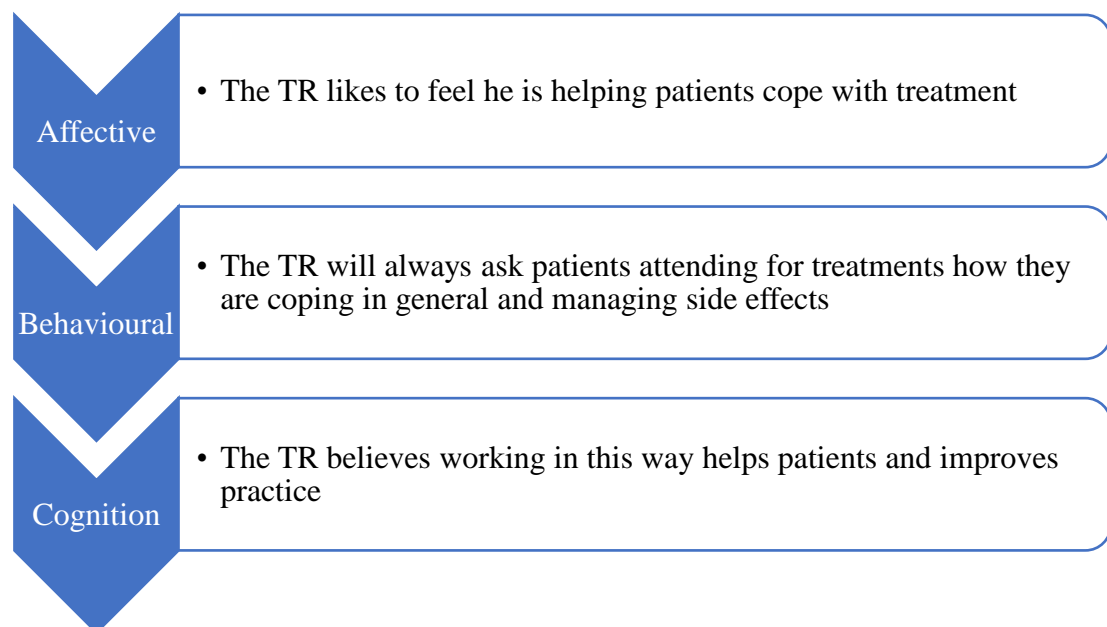 Affective
• The TR likes to feel he is helping patients cope with treatment
Behavioural
• The TR will always ask patients attending for treatments how they
are coping in general and managing side effects
Cognition
• The TR believes working in this way helps patients and improves
practice